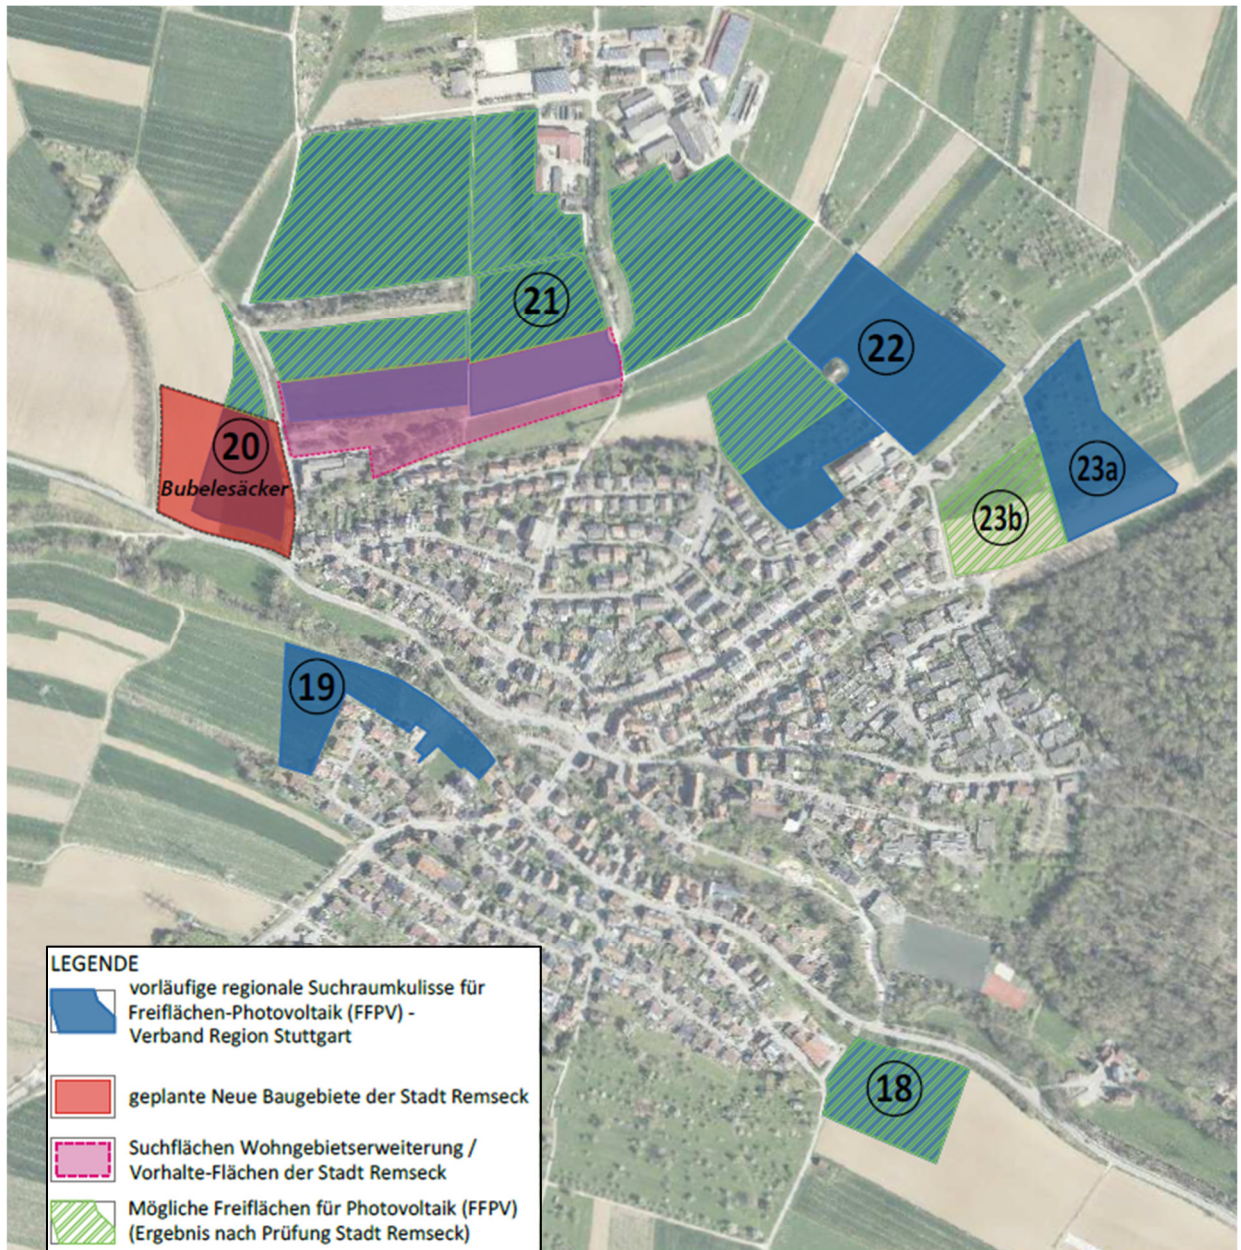 21
22
20
Bubelesäcker
23a
23b
19
18
LEGENDE
vorläufige regionale Suchraumkulisse für
Freiflächen-Photovoltaik (FFPV) -
Verband Region Stuttgart
geplante Neue Baugebiete der Stadt Remseck
Suchflächen Wohngebietserweiterung /
Vorhalte-Flächen der Stadt Remseck
Mögliche Freiflächen für Photovoltaik (FFPV)
(Ergebnis nach Prüfung Stadt Remseck)